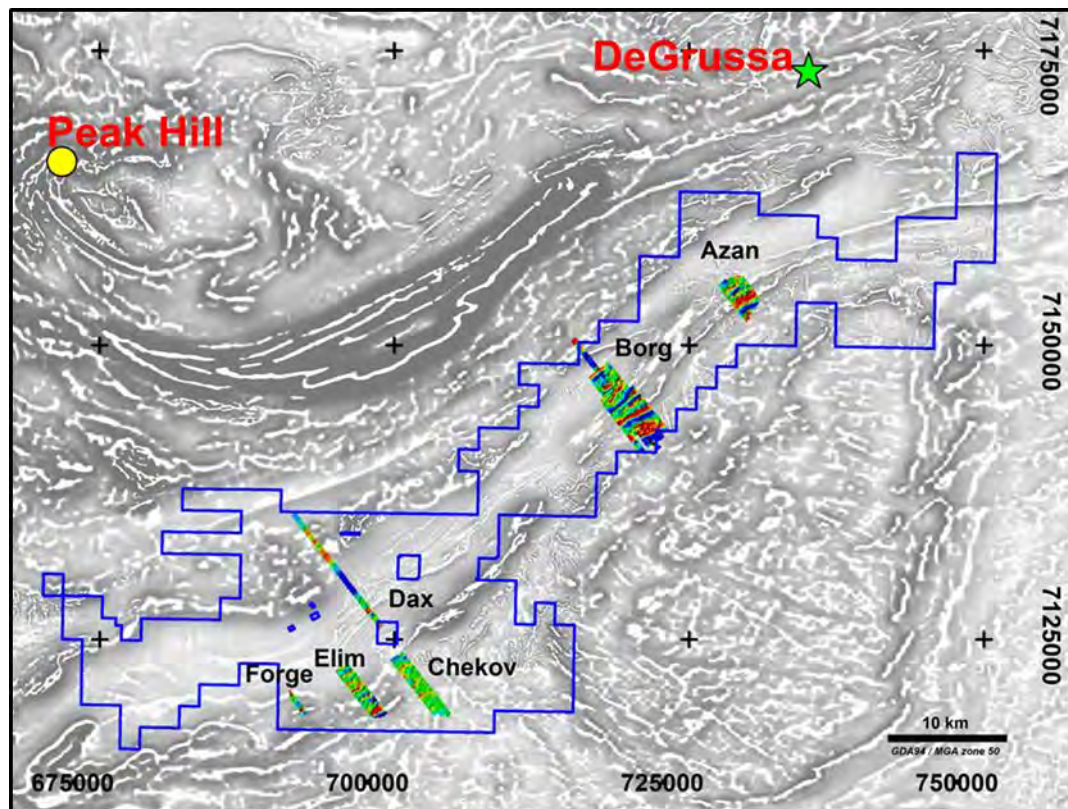 DeGrussa
7175000
Peak Hill
Azan
Borg
7150000
Dax
Elim
Chekov
Forge
7125000
10 km
GDA94 / MGA zone 50
675000
700000
725000
750000